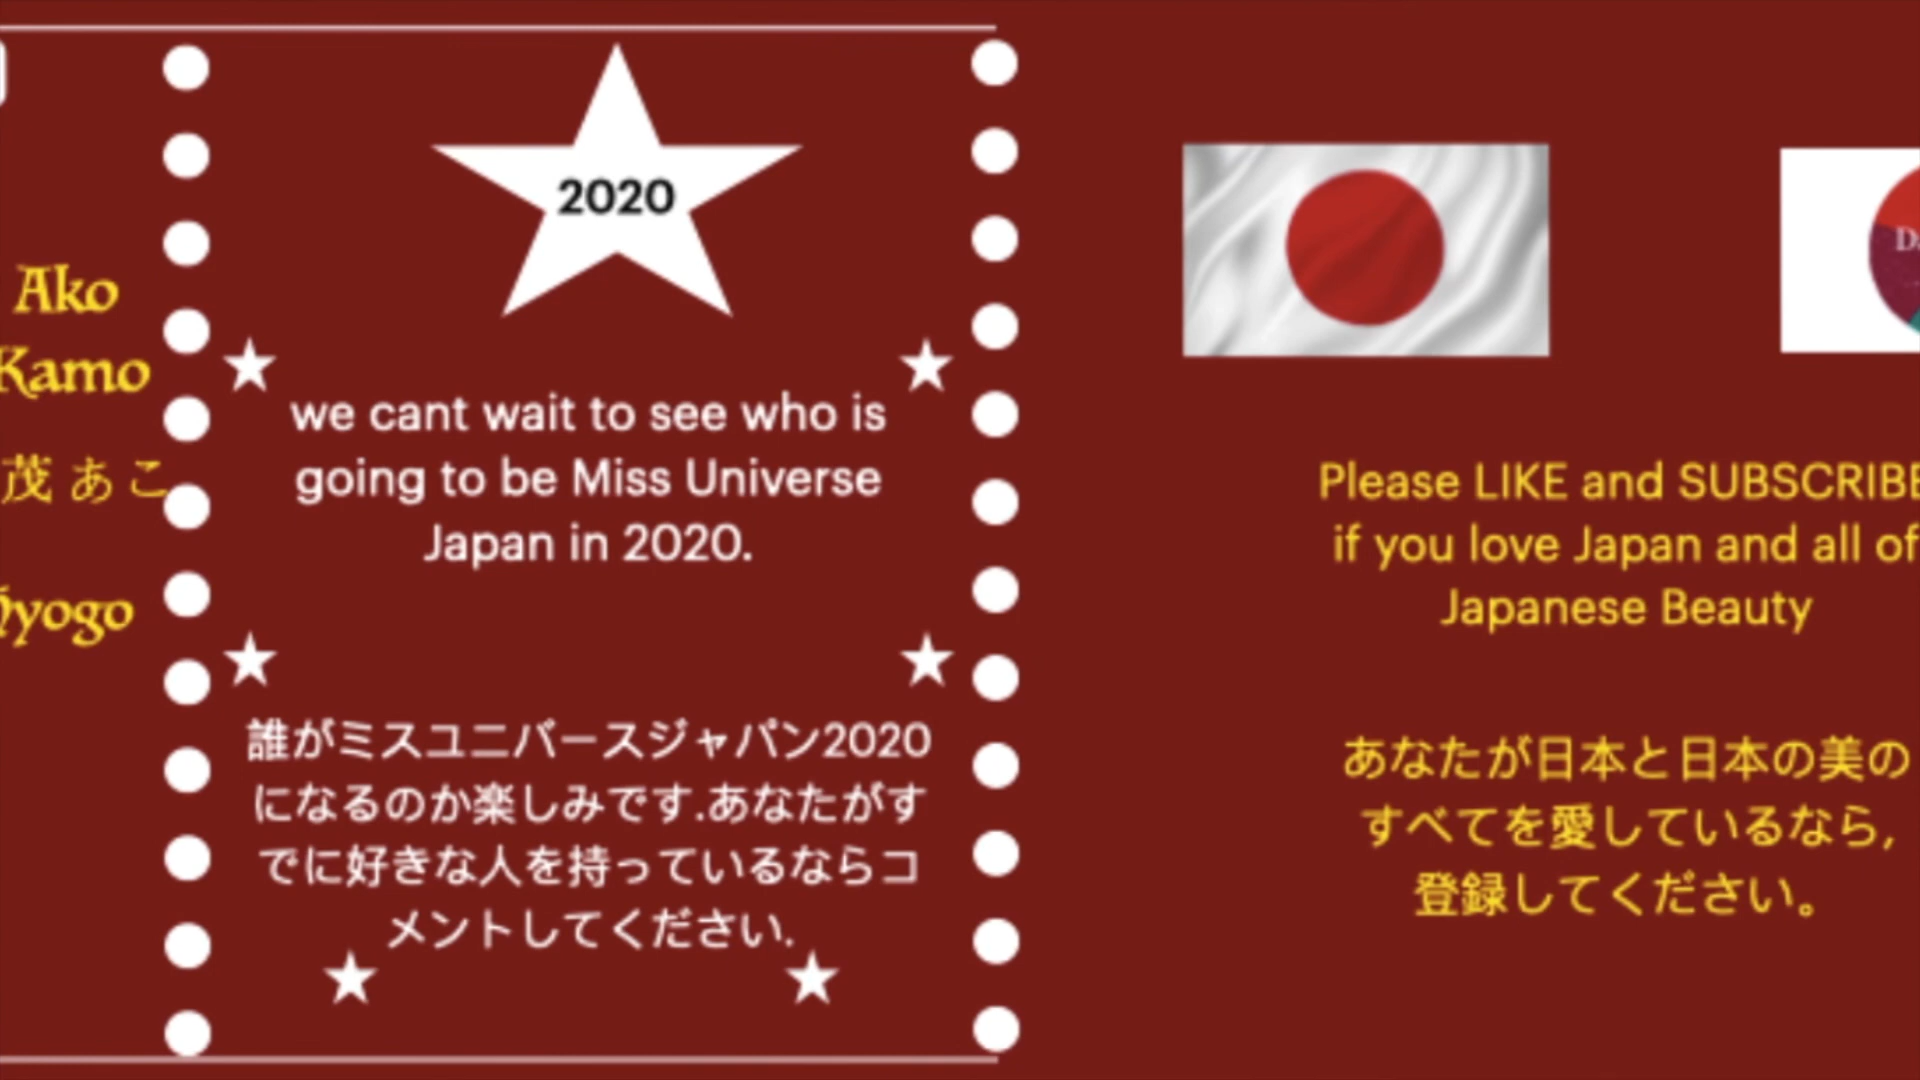 Ako
Kamo
茂 あこ
hyogo
2020
we cant wait to see who is
going to be Miss Universe
Japan in 2020.
誰がミスユニバースジャパン2020
になるのか楽しみです.あなたがす
でに好きな人を持っているならコ
メントしてください.
Please LIKE and SUBSCRIBE
if you love Japan and all of
Japanese Beauty
あなたが日本と日本の美の
すべてを愛しているなら,
登録してください。